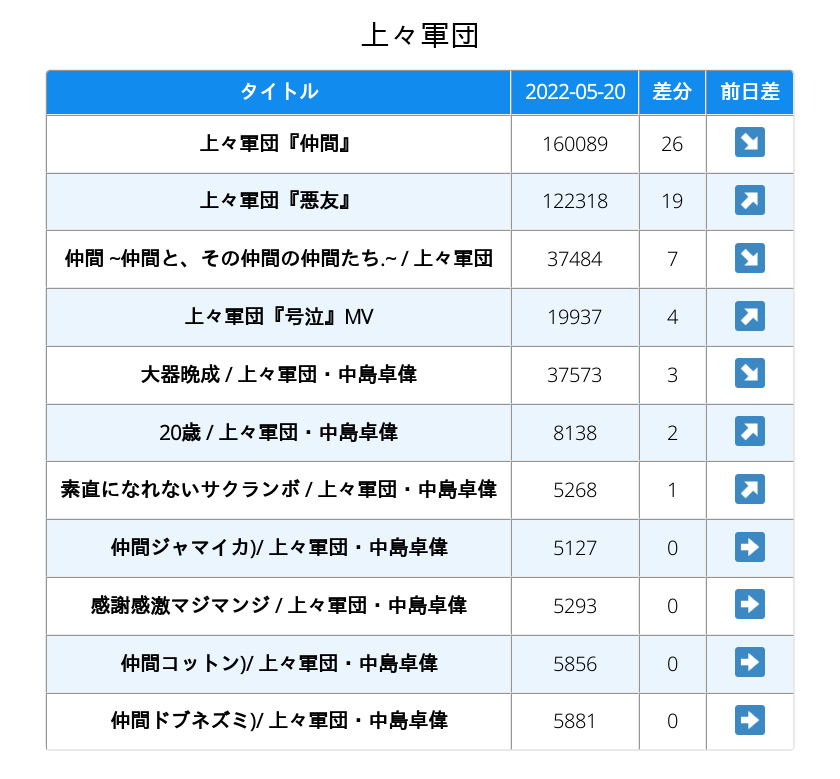 上々軍団
タイトル 2022-05-20 差分 前日差
上々軍団『仲間』 160089 26 ↘
上々軍団『悪友』 122318 19 ↗
仲間 ~仲間と、その仲間の仲間たち.~ / 上々軍団 37484 7 ↘
上々軍団『号泣』MV 19937 4 ↗
大器晩成 / 上々軍団・中島卓偉 37573 3 ↘
20歳 / 上々軍団・中島卓偉 8138 2 ↗
素直になれないサクランボ / 上々軍団・中島卓偉 5268 1 ↗
仲間ジャマイカ)/ 上々軍団・中島卓偉 5127 0 ➡
感謝感激マジマンジ / 上々軍団・中島卓偉 5293 0 ➡
仲間コットン)/ 上々軍団・中島卓偉 5856 0 ➡
仲間ドブネズミ)/ 上々軍団・中島卓偉 5881 0 ➡